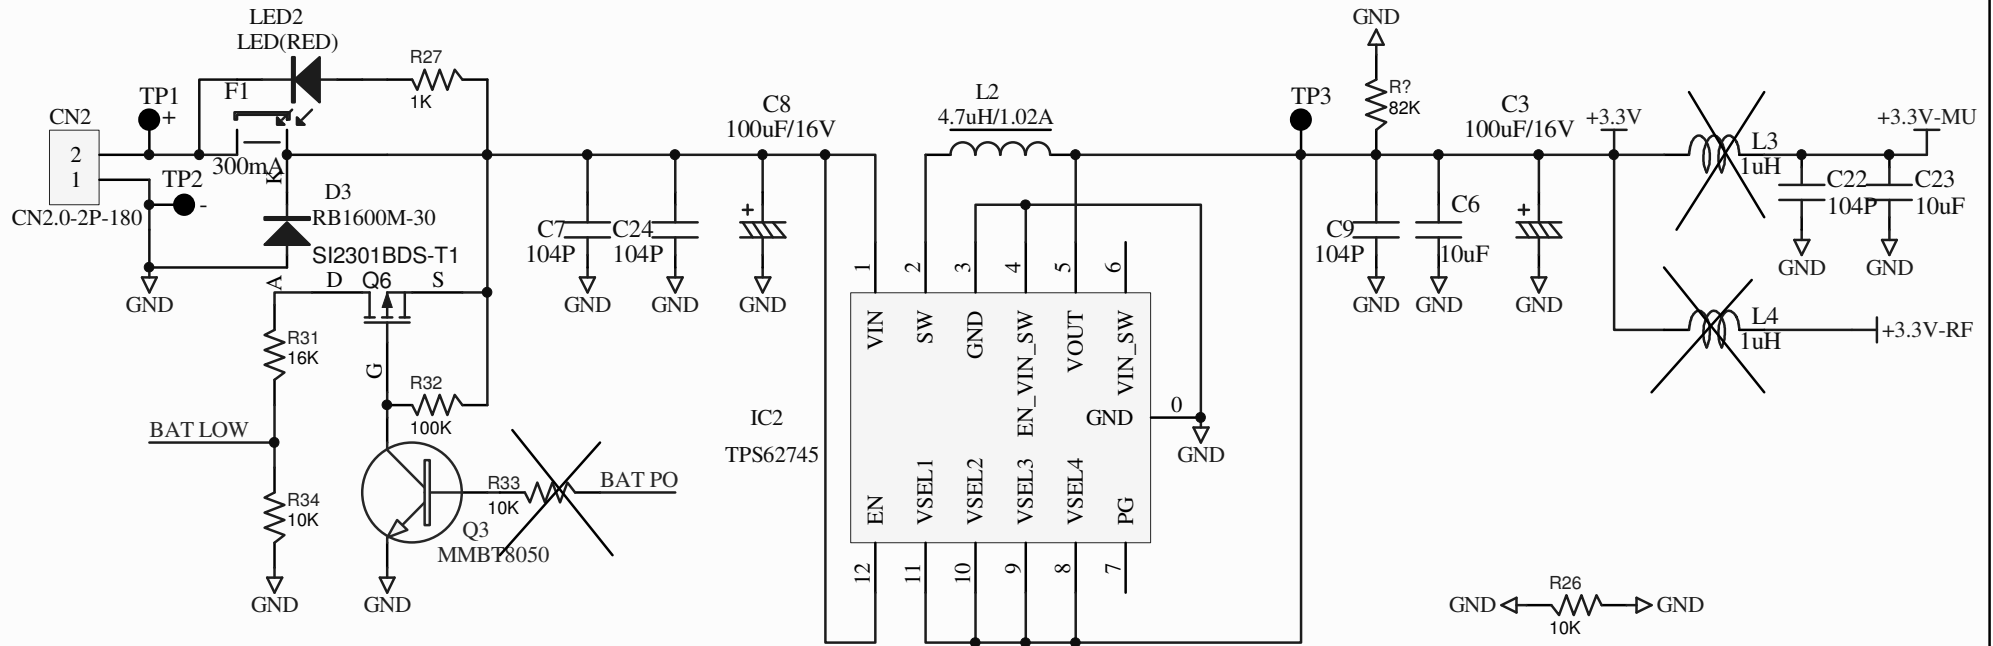 LED2
LED(RED)
R27
1K
F1
300mA
TP1
+
CN2
2
1
CN2.0-2P-180
TP2
-
GND
K
D3
RB1600M-30
A
SI2301BDS-T1
D
Q6
S
G
R31
16K
R32
100K
BAT LOW
R34
10K
GND
GND
Q3
MMBT8050
R33
10K
BAT PO
C7
104P
GND
C24
104P
GND
C8
100uF/16V
+
GND
L2
4.7uH/1.02A
1
2
3
4
5
6
VIN
SW
GND
EN_VIN_SW
VOUT
VIN_SW
GND
0
GND
IC2
TPS62745
EN
VSEL1
VSEL2
VSEL3
VSEL4
PG
12
11
10
9
8
7
TP3
GND
R?
82K
C9
104P
GND
C6
10uF
GND
C3
100uF/16V
+
GND
+3.3V
L3
1uH
+3.3V-MU
C22
104P
GND
C23
10uF
GND
L4
1uH
+3.3V-RF
GND
R26
10K
GND